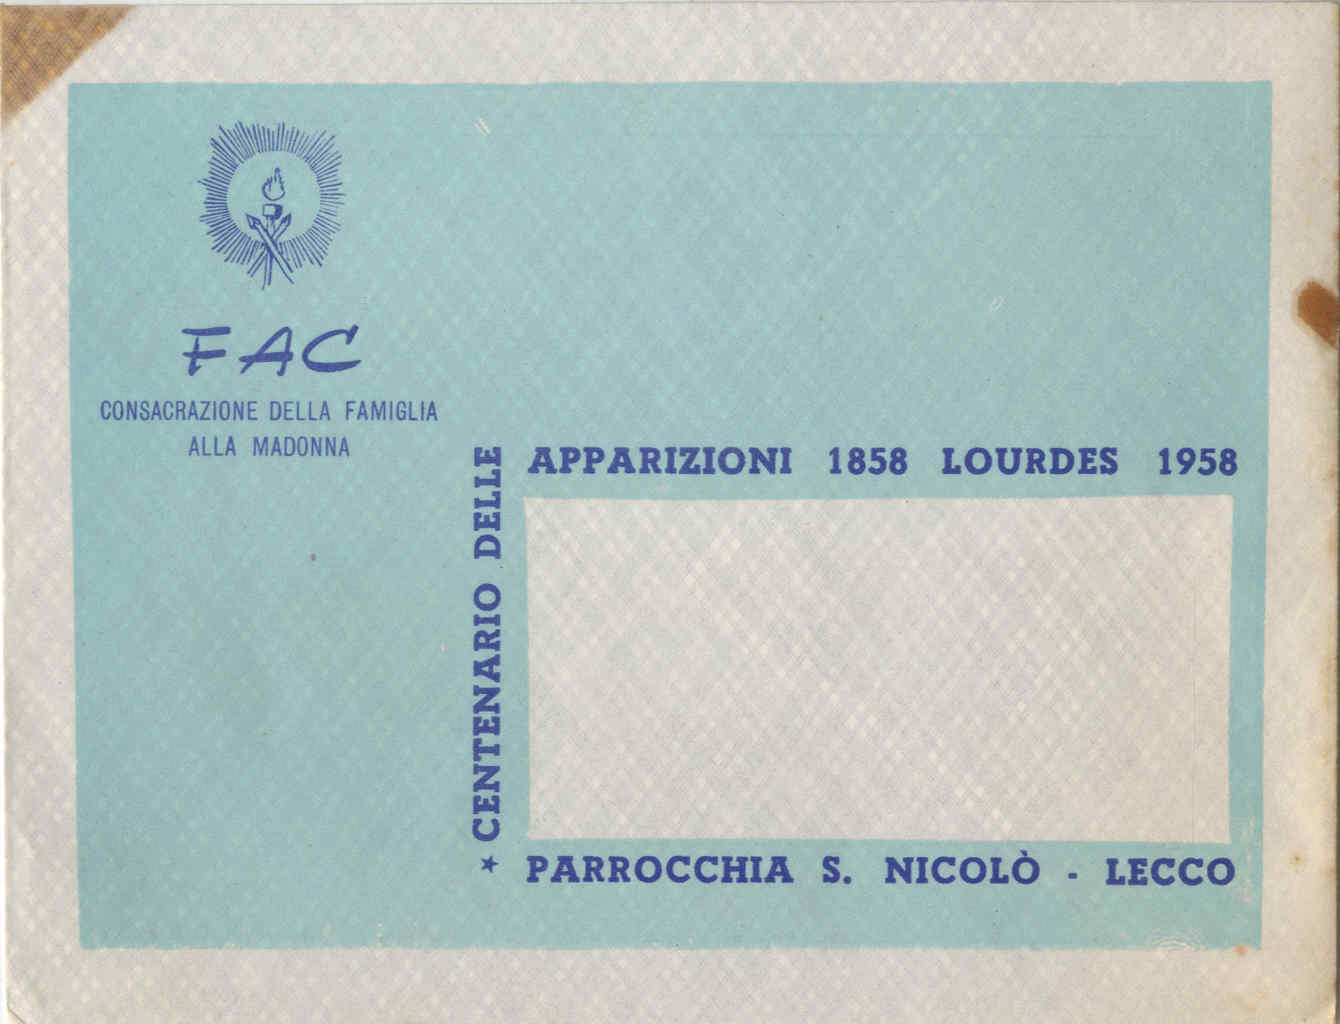 FAC
CONSACRAZIONE DELLA FAMIGLIA
ALLA MADONNA
★ CENTENARIO DELLE
APPARIZIONI 1858 LOURDES 1958
PARROCCHIA S. NICOLÒ - LECCO